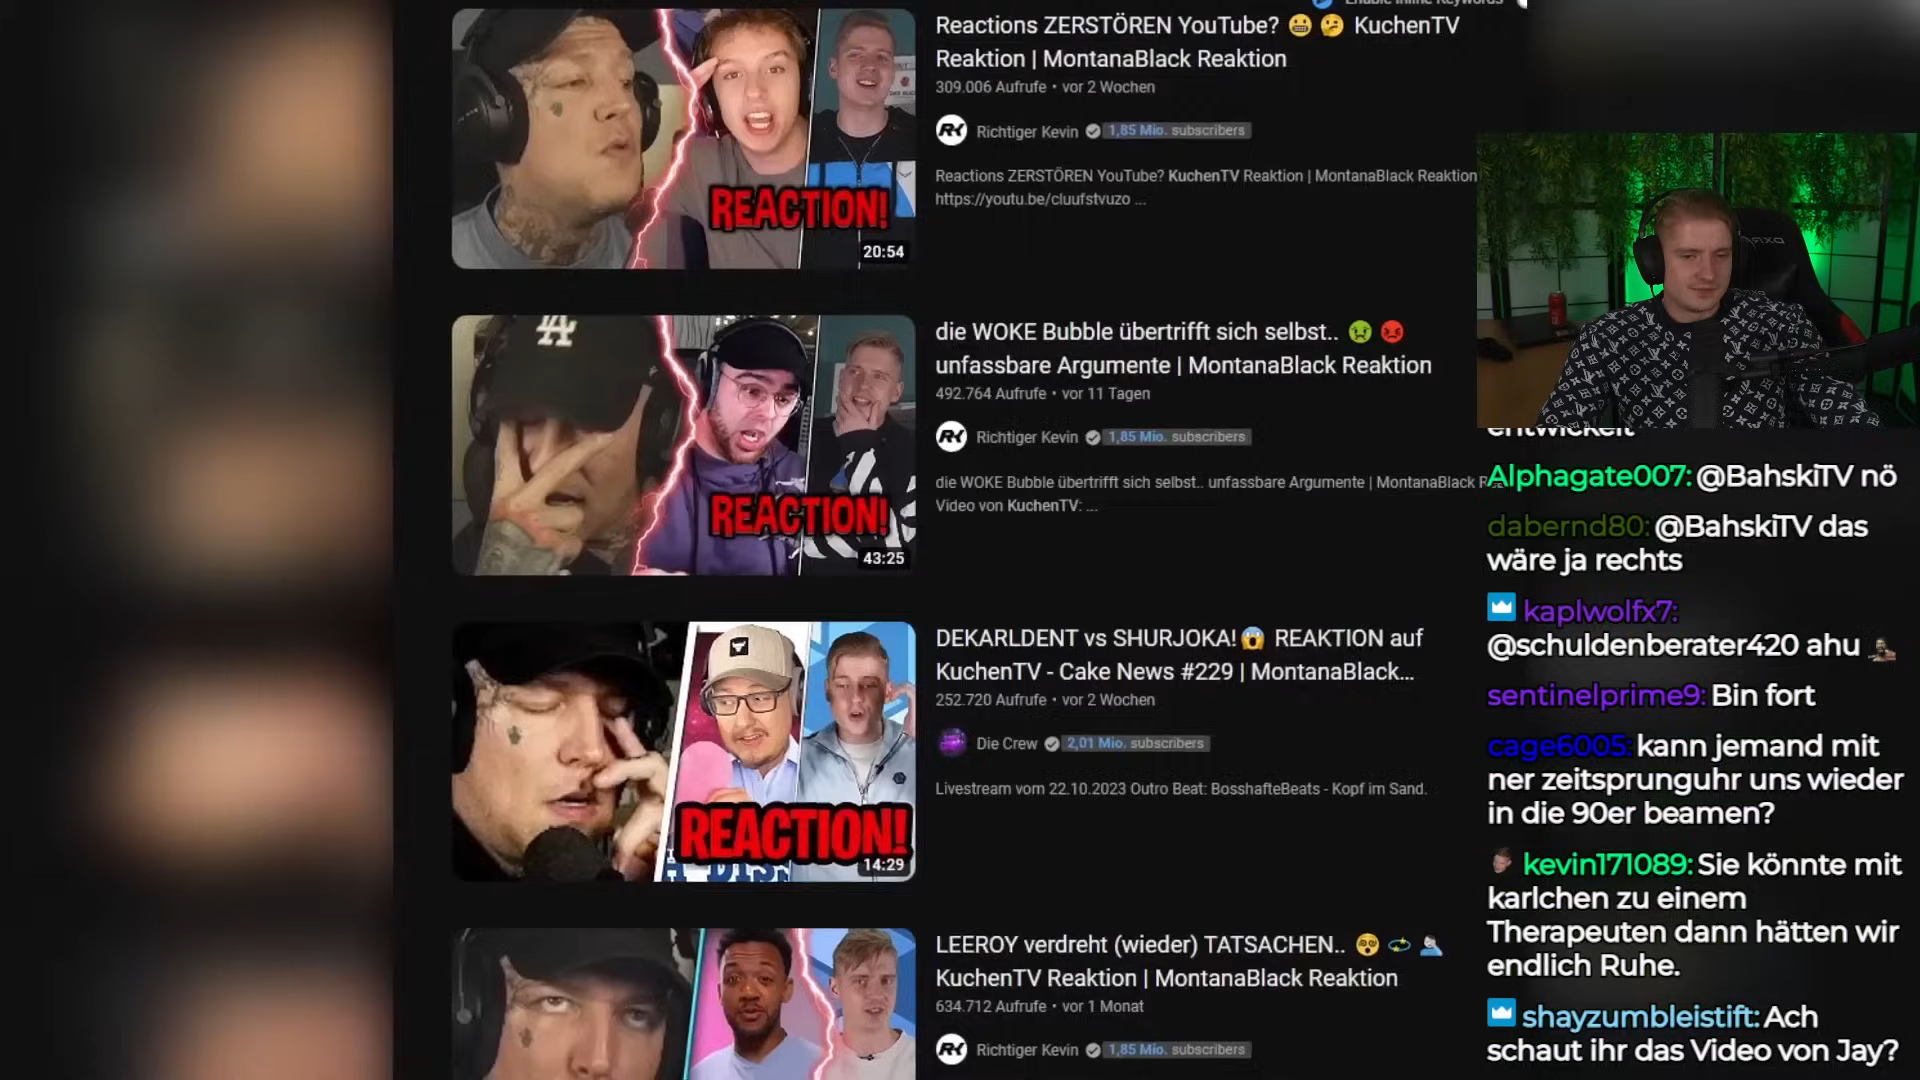 Enable Inline Keywords
Reactions ZERSTÖREN YouTube? 😬 🤔 KuchenTV
Reaktion | MontanaBlack Reaktion
309.006 Aufrufe • vor 2 Wochen
RK Richtiger Kevin 1,85 Mio. subscribers
Reactions ZERSTÖREN YouTube? KuchenTV Reaktion | MontanaBlack Reaktion
https://youtu.be/cluufstvuzo ...
REACTION!
20:54
die WOKE Bubble übertrifft sich selbst.. 🤢 😡
unfassbare Argumente | MontanaBlack Reaktion
492.764 Aufrufe • vor 11 Tagen
RK Richtiger Kevin 1,85 Mio. subscribers
die WOKE Bubble übertrifft sich selbst.. unfassbare Argumente | MontanaBlack
Video von KuchenTV: ...
LA
REACTION!
43:25
DEKARLDENT vs SHURJOKA!😱 REAKTION auf
KuchenTV - Cake News #229 | MontanaBlack...
252.720 Aufrufe • vor 2 Wochen
Die Crew 2,01 Mio. subscribers
Livestream vom 22.10.2023 Outro Beat: BosshafteBeats - Kopf im Sand.
REACTION!
14:29
LEEROY verdreht (wieder) TATSACHEN.. 😵 💫 🤦🏻‍♂️
KuchenTV Reaktion | MontanaBlack Reaktion
634.712 Aufrufe • vor 1 Monat
RK Richtiger Kevin 1,85 Mio. subscribers
entwickelt
Alphagate007: @BahskiTV nö
dabernd80: @BahskiTV das
wäre ja rechts
kaplwolfx7:
@schuldenberater420 ahu
sentinelprime9: Bin fort
cage6005: kann jemand mit
ner zeitsprunguhr uns wieder
in die 90er beamen?
kevin171089: Sie könnte mit
karlchen zu einem
Therapeuten dann hätten wir
endlich Ruhe.
shayzumbleistift: Ach
schaut ihr das Video von Jay?